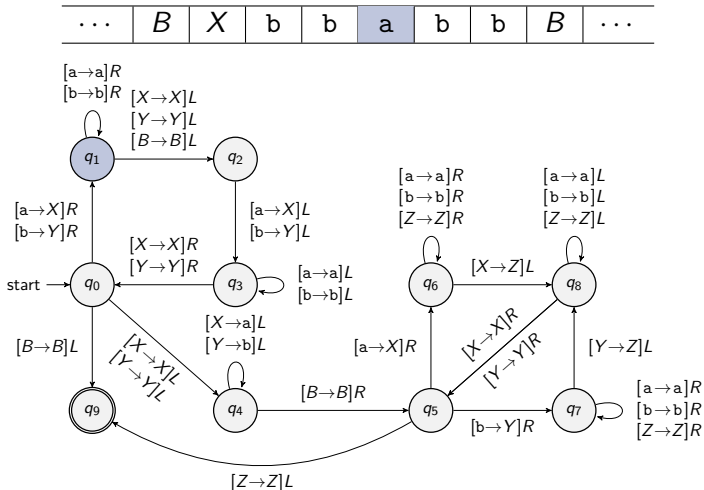 ··· B X b b a b b B ···
[a→a]R
[b→b]R
[X→X]L
[Y→Y]L
[B→B]L
q1
q2
[a→X]R
[b→Y]R
[a→X]L
[b→Y]L
[X→X]R
[Y→Y]R
start
q0
q3
[a→a]L
[b→b]L
[B→B]L
[X→X]L
[Y→Y]L
[X→a]L
[Y→b]L
q9
q4
[B→B]R
[a→a]R
[b→b]R
[Z→Z]R
[a→a]L
[b→b]L
[Z→Z]L
q6
[X→Z]L
q8
[a→X]R
[X→X]R
[Y→Y]R
[Y→Z]L
q5
[b→Y]R
q7
[a→a]R
[b→b]R
[Z→Z]R
[Z→Z]L